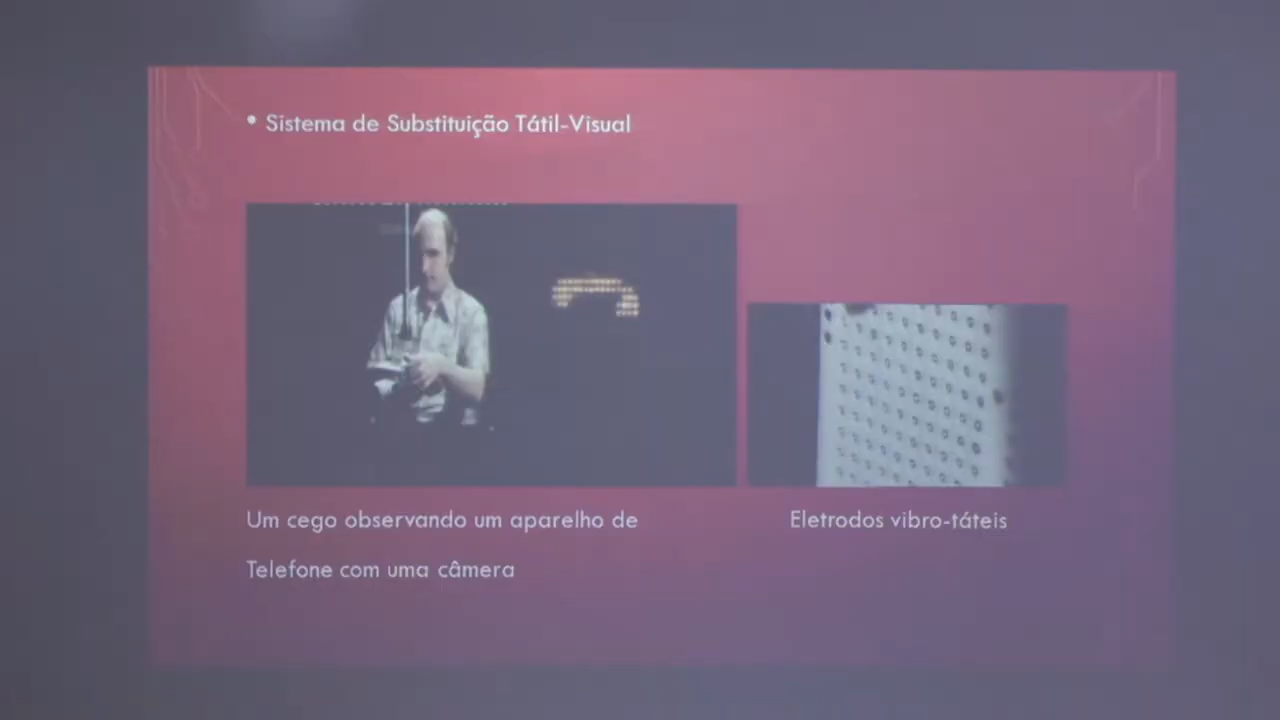 • Sistema de Substituição Tátil-Visual
Um cego observando um aparelho de
Telefone com uma câmera
Eletrodos vibro-táteis